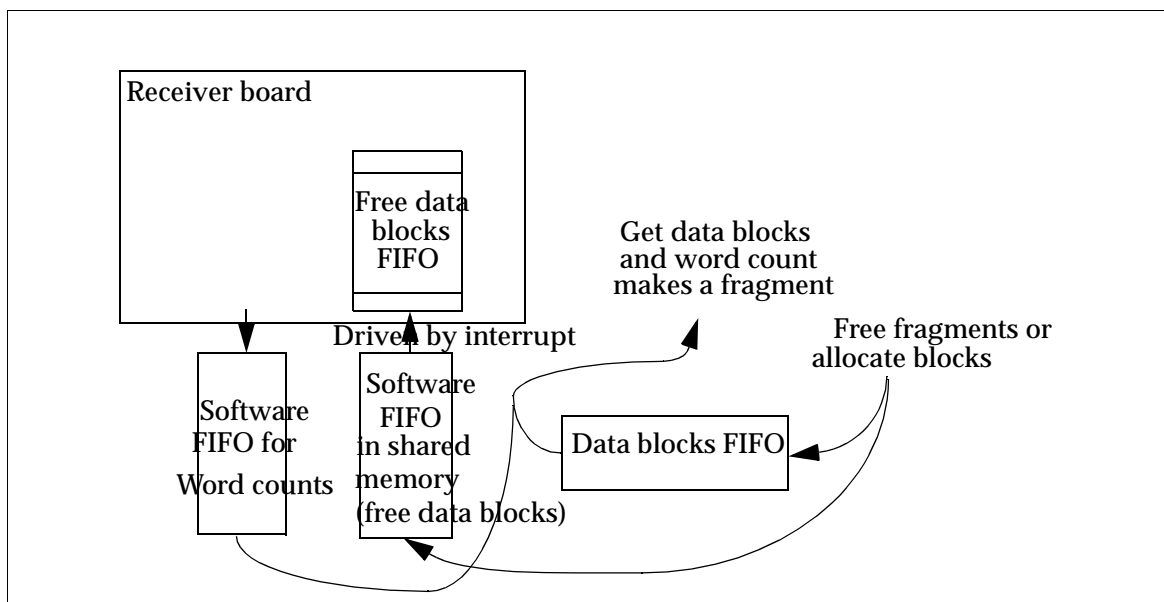 Receiver board
Free data
blocks
FIFO
Get data blocks
and word count
makes a fragment
Driven by interrupt
Free fragments or
allocate blocks
Software
FIFO for
Word counts
Software
FIFO
in shared
memory
(free data blocks)
Data blocks FIFO